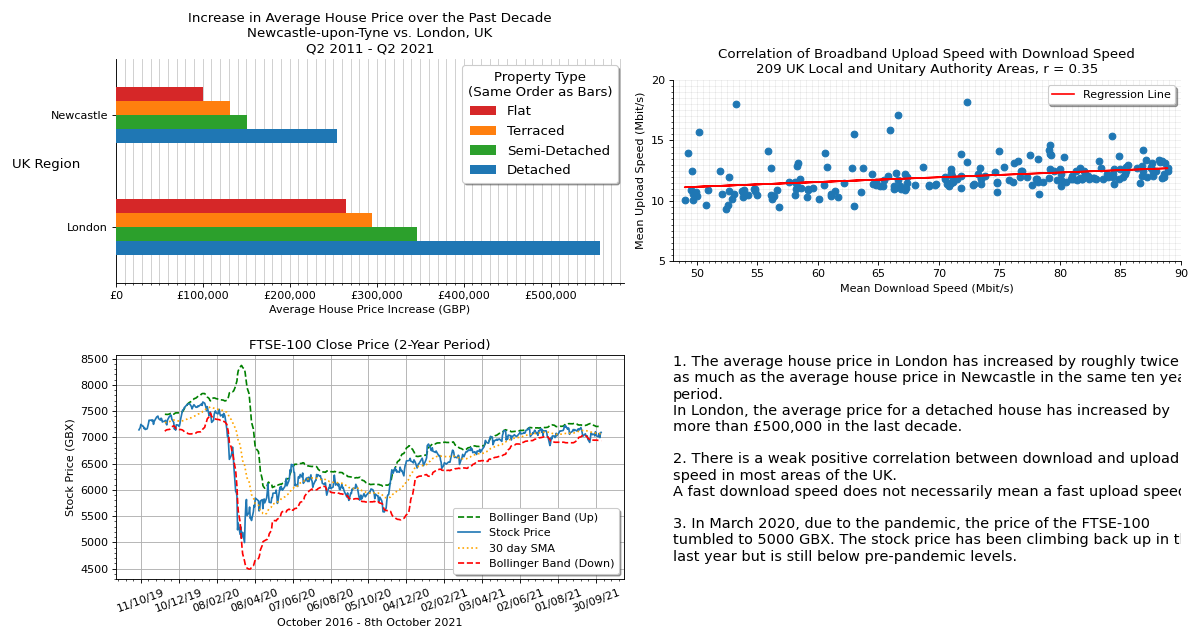 Increase in Average House Price over the Past Decade
Newcastle-upon-Tyne vs. London, UK
Q2 2011 - Q2 2021
Property Type
(Same Order as Bars)
Flat
Terraced
Semi-Detached
Detached
Newcastle
UK Region
London
£0
£100,000
£200,000
£300,000
£400,000
£500,000
Average House Price Increase (GBP)
Correlation of Broadband Upload Speed with Download Speed
209 UK Local and Unitary Authority Areas, r = 0.35
Regression Line
20
15
10
5
Mean Upload Speed (Mbit/s)
50
55
60
65
70
75
80
85
90
Mean Download Speed (Mbit/s)
FTSE-100 Close Price (2-Year Period)
8500
8000
7500
7000
6500
6000
5500
5000
4500
Stock Price (GBX)
Bollinger Band (Up)
Stock Price
30 day SMA
Bollinger Band (Down)
11/10/19
10/12/19
08/02/20
08/04/20
07/06/20
06/08/20
05/10/20
04/12/20
02/02/21
03/04/21
02/06/21
01/08/21
30/09/21
October 2016 - 8th October 2021
1. The average house price in London has increased by roughly twice
as much as the average house price in Newcastle in the same ten yea
period.
In London, the average price for a detached house has increased by
more than £500,000 in the last decade.
2. There is a weak positive correlation between download and upload
speed in most areas of the UK.
A fast download speed does not necessarily mean a fast upload speed
3. In March 2020, due to the pandemic, the price of the FTSE-100
tumbled to 5000 GBX. The stock price has been climbing back up in t
last year but is still below pre-pandemic levels.